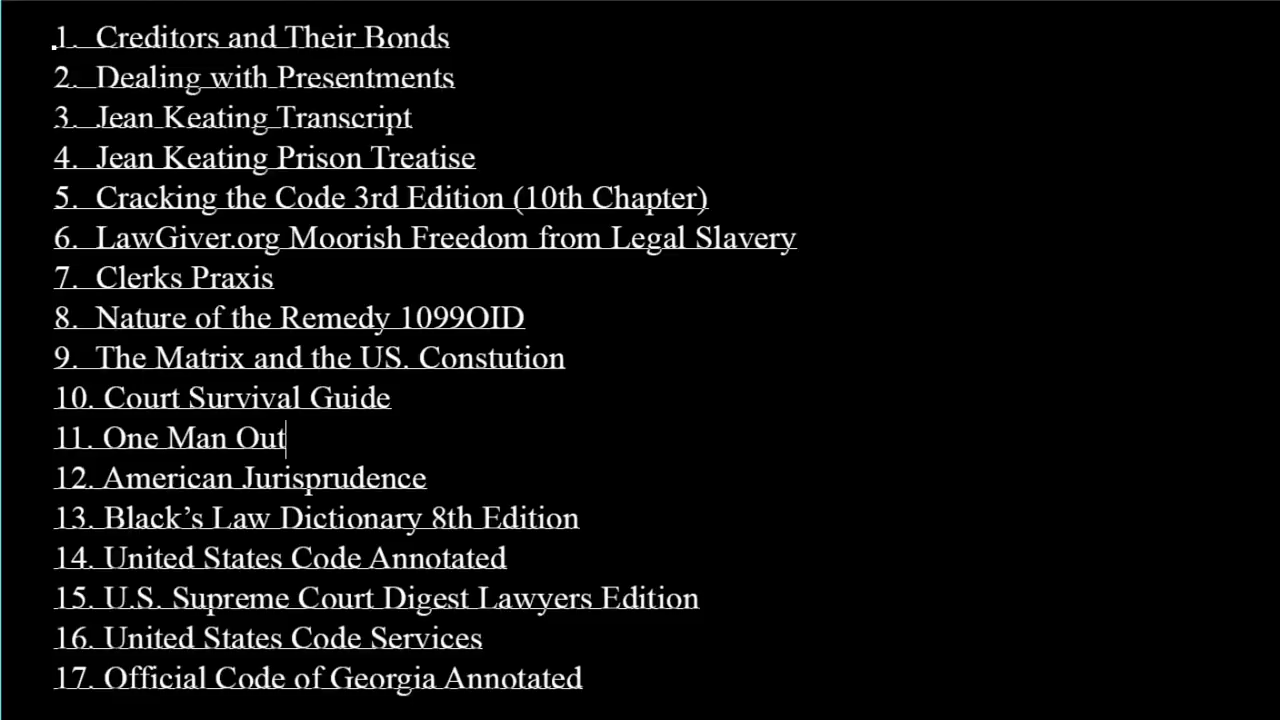 1. Creditors and Their Bonds
2. Dealing with Presentments
3. Jean Keating Transcript
4. Jean Keating Prison Treatise
5. Cracking the Code 3rd Edition (10th Chapter)
6. LawGiver.org Moorish Freedom from Legal Slavery
7. Clerks Praxis
8. Nature of the Remedy 1099OID
9. The Matrix and the US. Constution
10. Court Survival Guide
11. One Man Out
12. American Jurisprudence
13. Black’s Law Dictionary 8th Edition
14. United States Code Annotated
15. U.S. Supreme Court Digest Lawyers Edition
16. United States Code Services
17. Official Code of Georgia Annotated